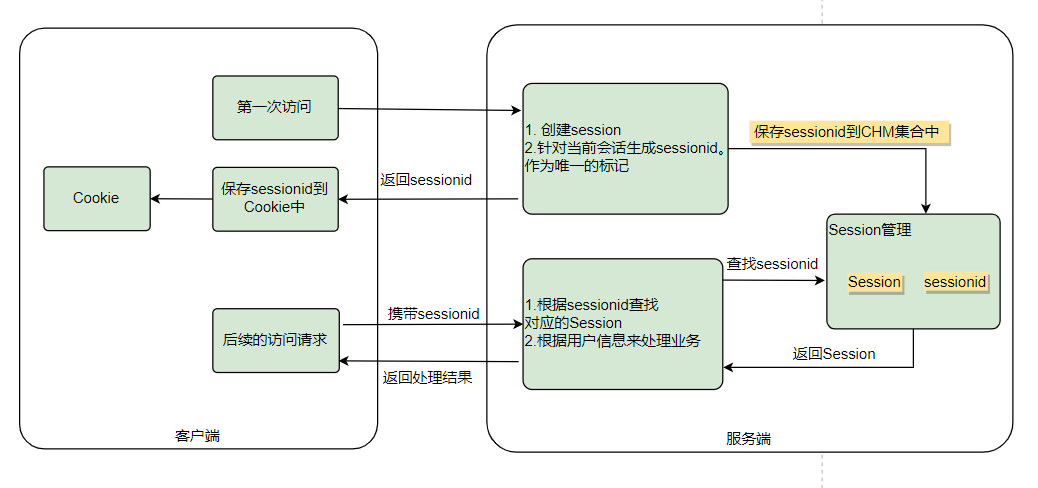 第一次访问
1. 创建session
2.针对当前会话生成sessionid。
作为唯一的标记
保存sessionid到CHM集合中
返回sessionid
保存sessionid到
Cookie中
Cookie
Session管理
Session
sessionid
查找sessionid
携带sessionid
后续的访问请求
1.根据sessionid查找
对应的Session
2.根据用户信息来处理业务
返回Session
返回处理结果
客户端
服务端